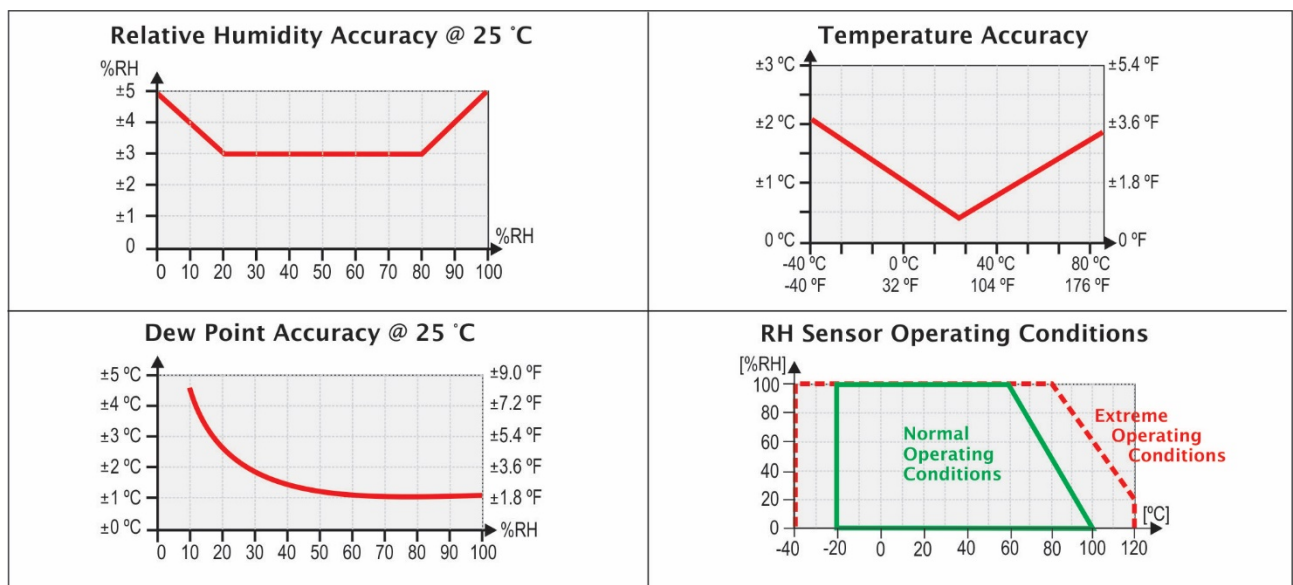 Relative Humidity Accuracy @ 25 °C
%RH
±5
±4
±3
±2
±1
0
%RH
0 10 20 30 40 50 60 70 80 90 100
Temperature Accuracy
±3 ºC
±5.4 ºF
±2 ºC
±3.6 ºF
±1 ºC
±1.8 ºF
0 ºC
0 ºF
-40 ºC 0 ºC 40 ºC 80 ºC
-40 ºF 32 ºF 104 ºF 176 ºF
Dew Point Accuracy @ 25 °C
±5 ºC
±9.0 ºF
±4 ºC
±7.2 ºF
±3 ºC
±5.4 ºF
±2 ºC
±3.6 ºF
±1 ºC
±1.8 ºF
±0 ºC
%RH
0 10 20 30 40 50 60 70 80 90 100
RH Sensor Operating Conditions
[%RH]
100
80
60
40
20
0
Normal
Operating
Conditions
Extreme
Operating
Conditions
[ºC]
-40 -20 0 20 40 60 80 100 120